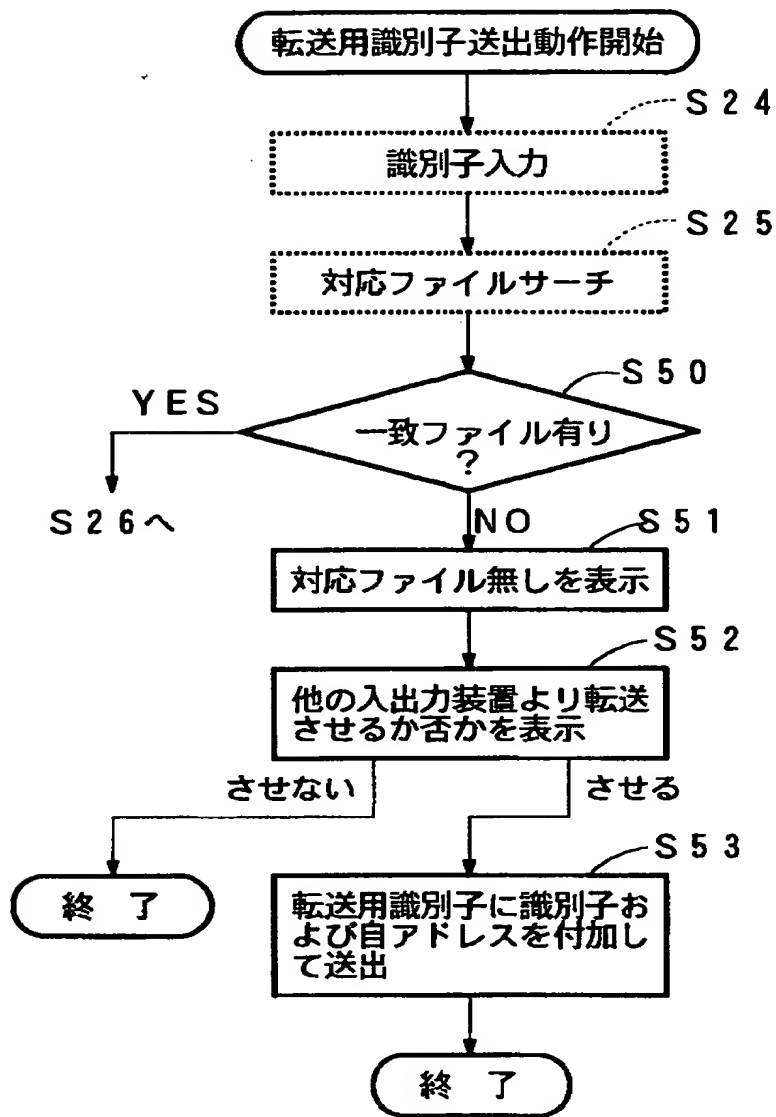 転送用識別子送出動作開始
S24
識別子入力
S25
対応ファイルサーチ
S50
YES
一致ファイル有り
?
S26へ
NO
S51
対応ファイル無しを表示
S52
他の入出力装置より転送
させるか否かを表示
させない
させる
S53
終 了
転送用識別子に識別子お
よび自アドレスを付加し
て送出
終 了